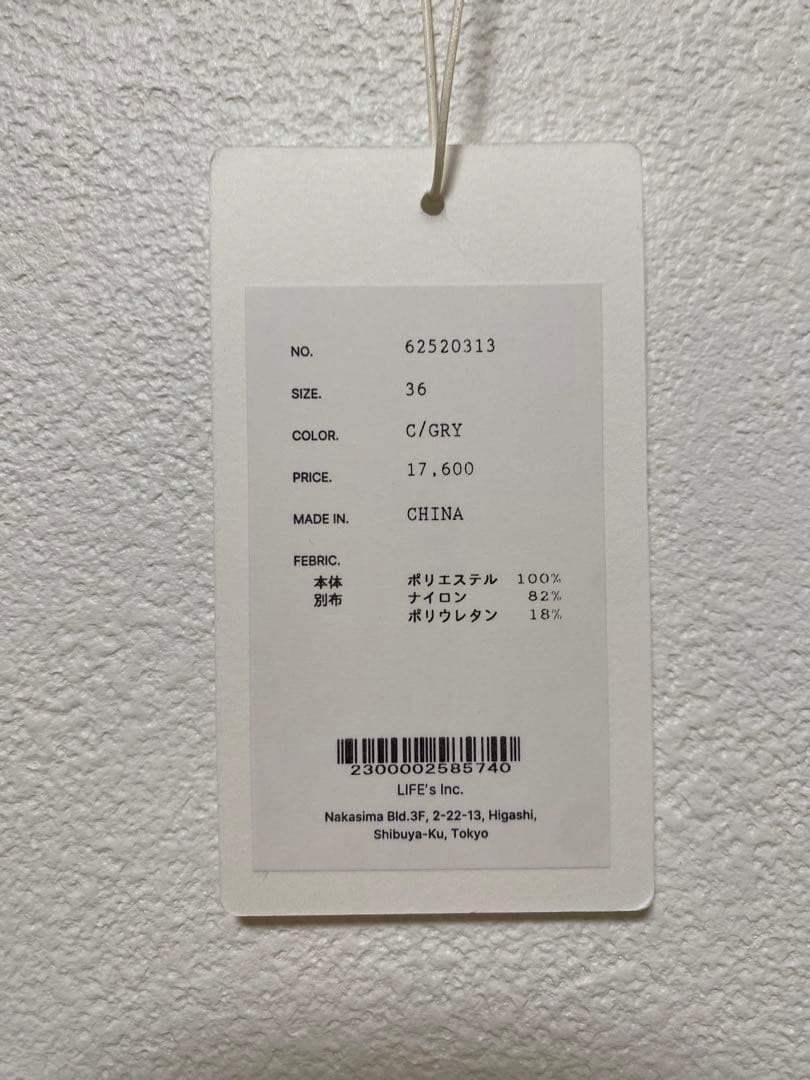 NO. 62520313
SIZE. 36
COLOR. C/GRY
PRICE. 17,600
MADE IN. CHINA
FEBRIC.
本体 ポリエステル 100%
別布 ナイロン 82%
ポリウレタン 18%
2300002585740
LIFE's Inc.
Nakasima Bld.3F, 2-22-13, Higashi,
Shibuya-Ku, Tokyo